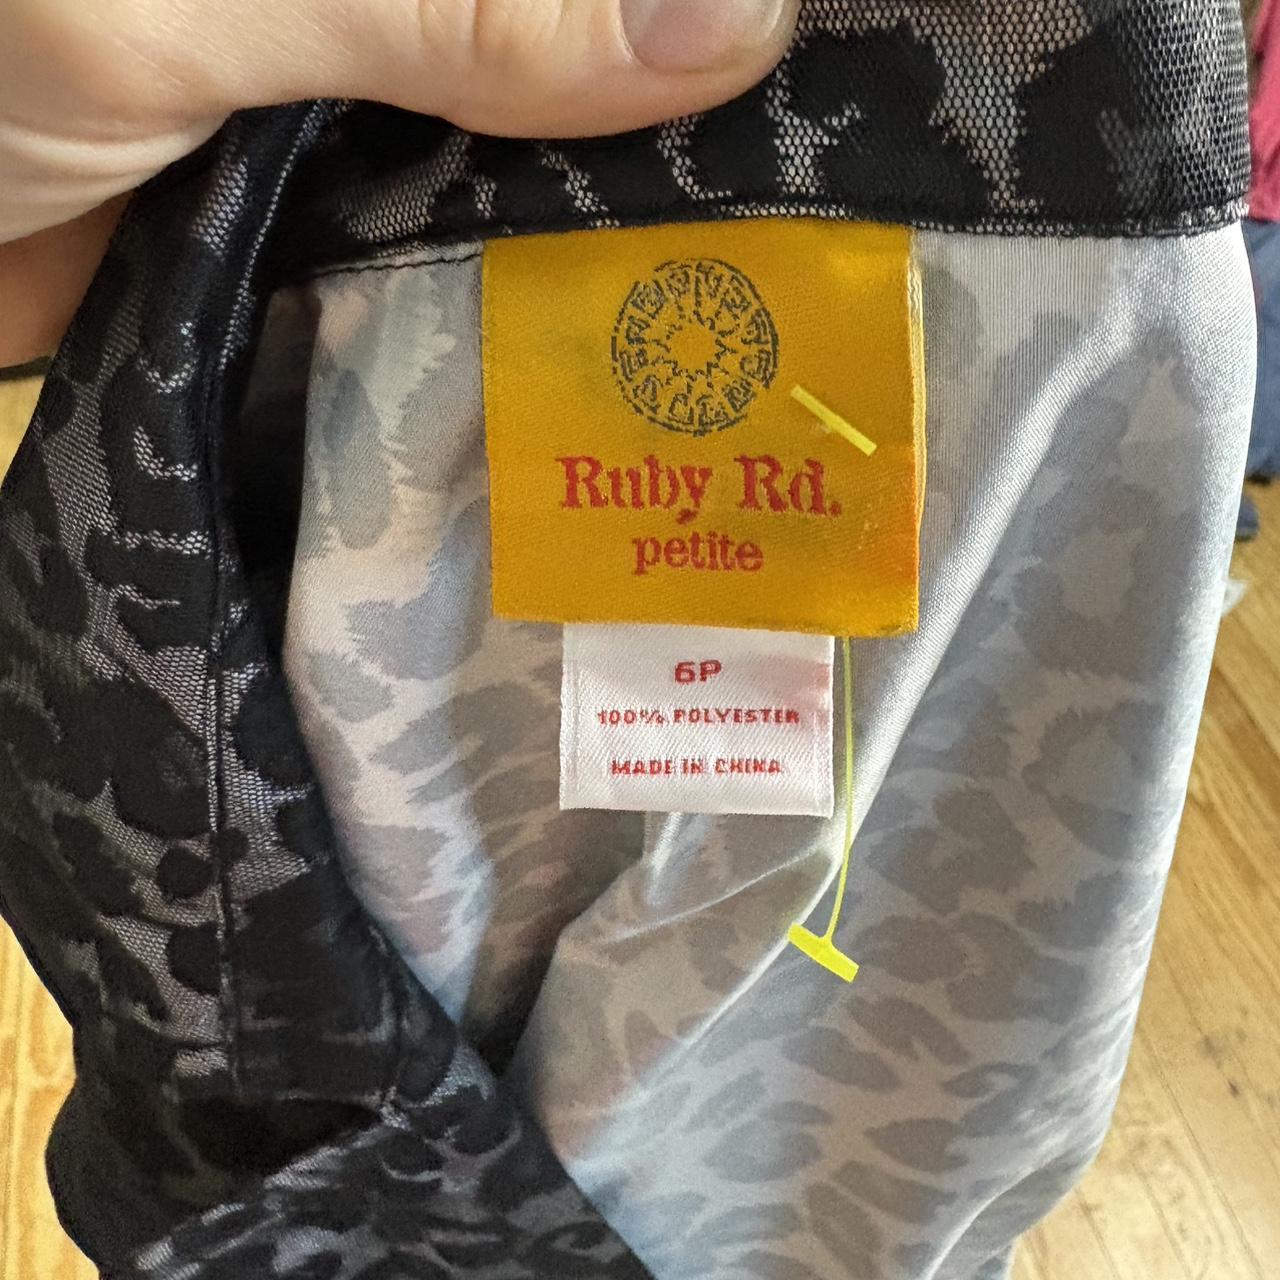 Ruby Rd.
petite
6P
100% POLYESTER
MADE IN CHINA